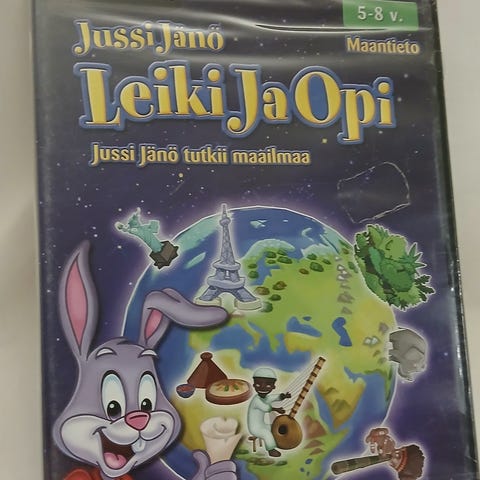 5-8 v.
Jussi Jänö
Maantieto
Leiki Ja Opi
Jussi Jänö tutkii maailmaa